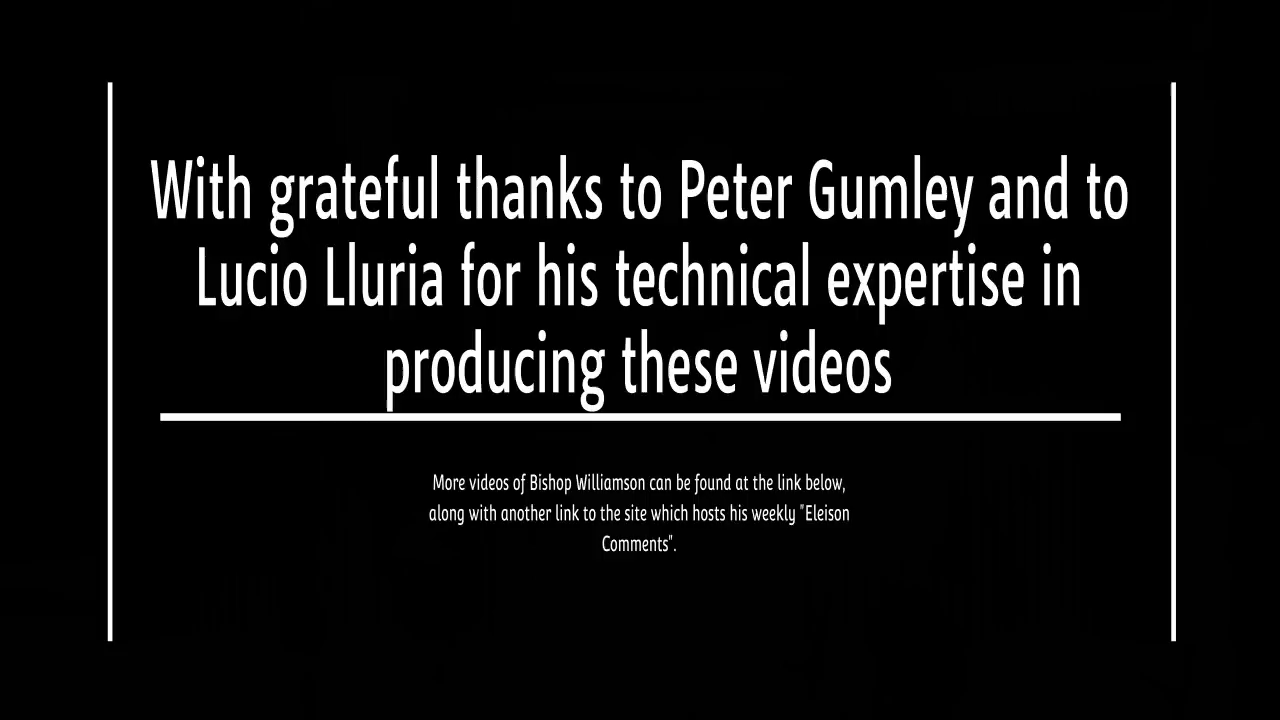 With grateful thanks to Peter Gumley and to
Lucio Lluria for his technical expertise in
producing these videos
More videos of Bishop Williamson can be found at the link below,
along with another link to the site which hosts his weekly "Eleison
Comments".